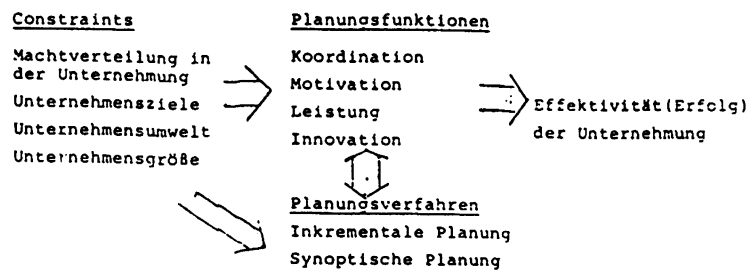 Constraints
Machtverteilung in
der Unternehmung
Unternehmensziele
Unternehmensumwelt
Unternehmensgröße
Planungsfunktionen
Koordination
Motivation
Leistung
Innovation
Effektivität(Erfolg)
der Unternehmung
Planungsverfahren
Inkrementale Planung
Synoptische Planung